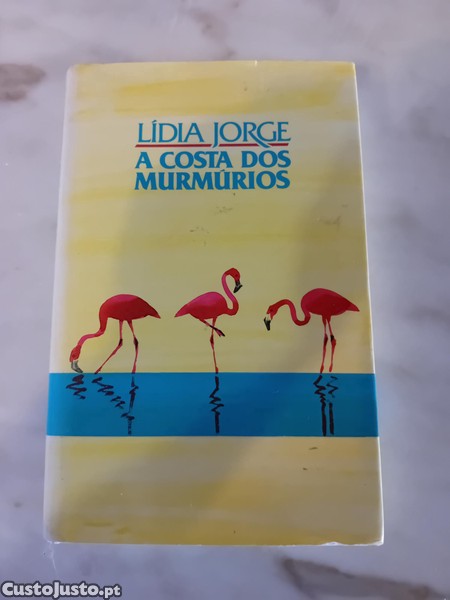 LÍDIA JORGE
A COSTA DOS
MURMÚRIOS
CustoJusto.pt